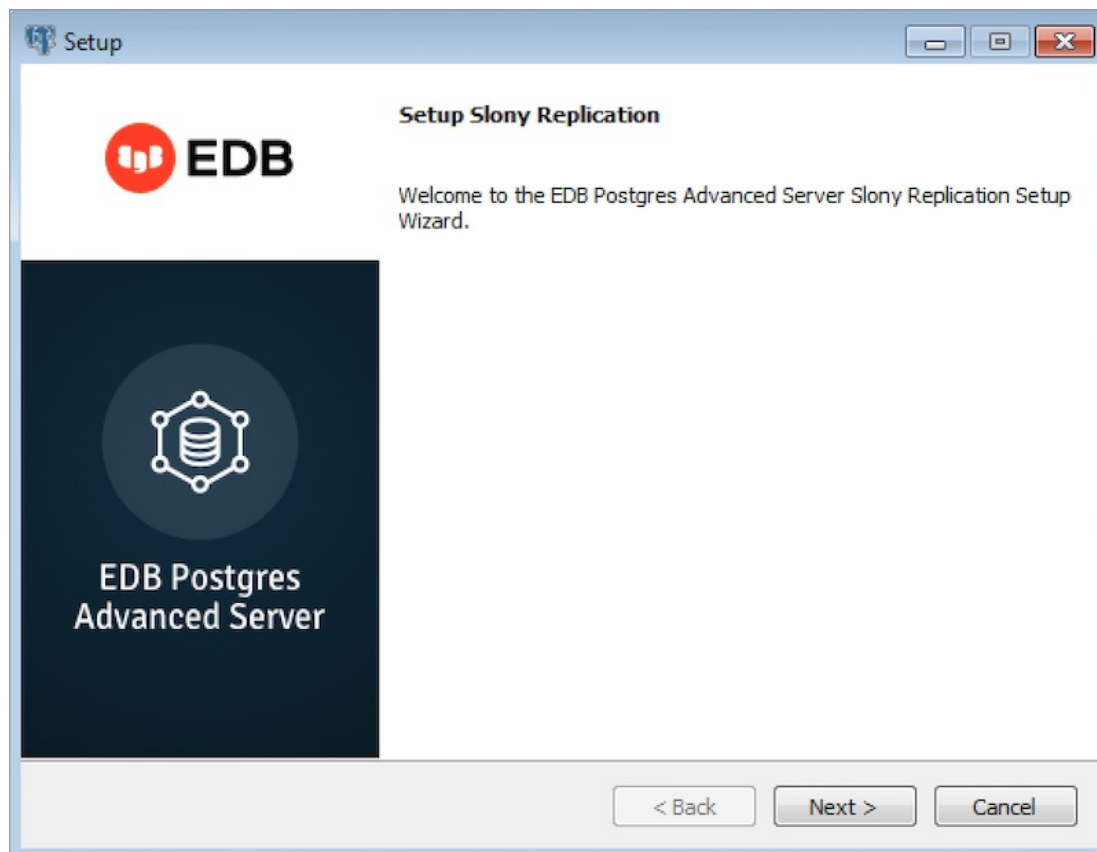 Setup
EDB
Setup Slony Replication
Welcome to the EDB Postgres Advanced Server Slony Replication Setup
Wizard.
EDB Postgres
Advanced Server
< Back
Next >
Cancel